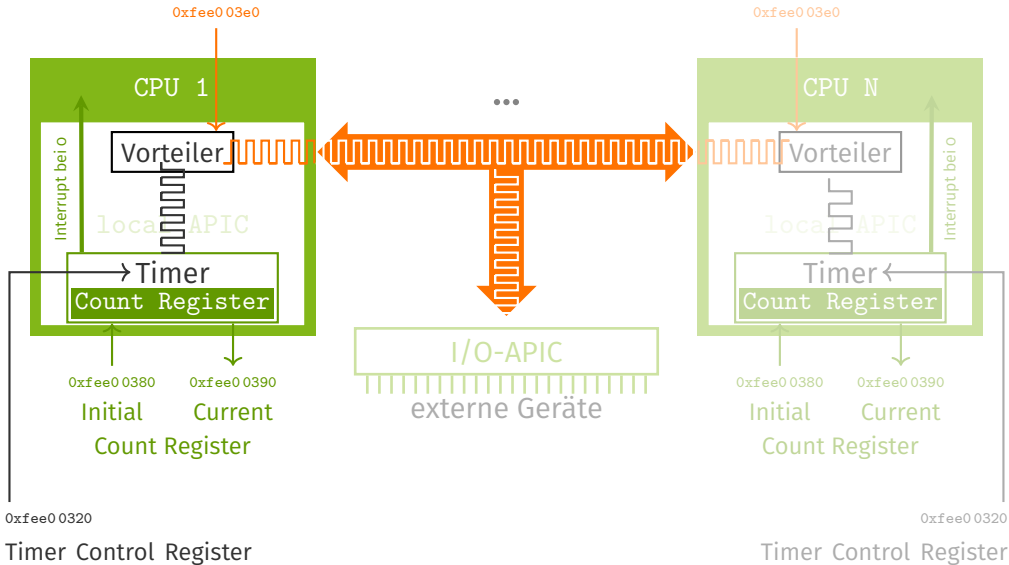 0xfee0 03e0
0xfee0 03e0
CPU 1
...
CPU N
Vorteiler
Vorteiler
Interrupt bei 0
local APIC
local APIC
Interrupt bei 0
Timer
Timer
Count Register
Count Register
I/O-APIC
0xfee0 0380
0xfee0 0390
0xfee0 0380
0xfee0 0390
externe Geräte
Initial
Current
Initial
Current
Count Register
Count Register
0xfee0 0320
0xfee0 0320
Timer Control Register
Timer Control Register